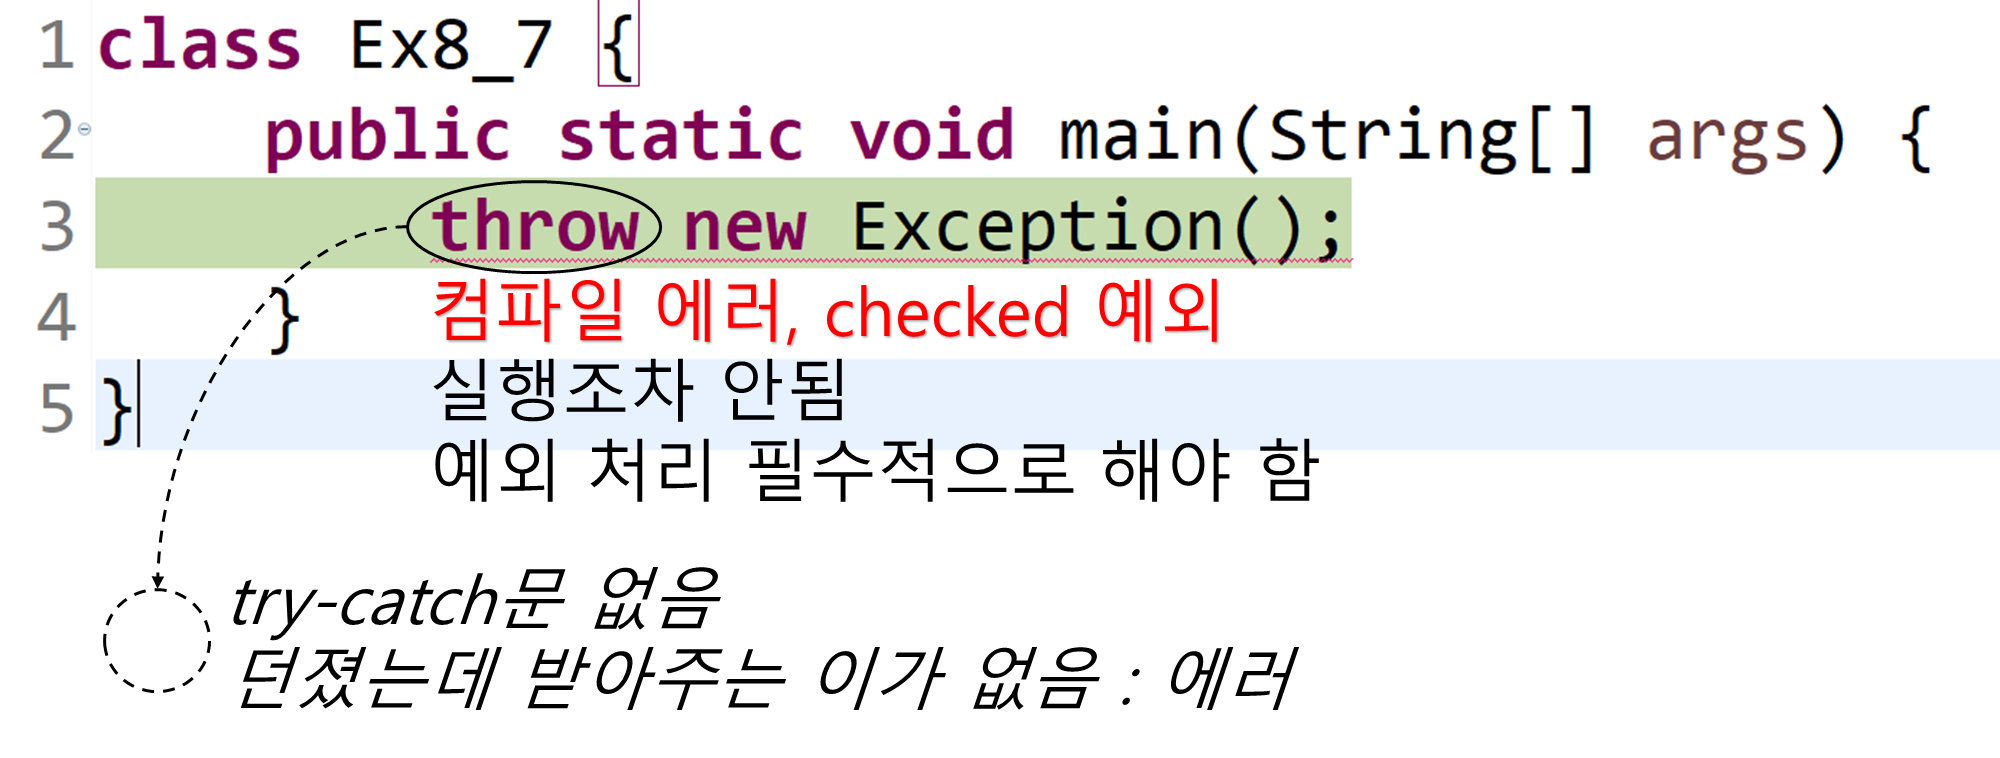 1 class Ex8_7 {
2 public static void main(String[] args) {
3 throw new Exception();
4 }
컴파일 에러, checked 예외
실행조차 안됨
5 }
예외 처리 필수적으로 해야 함
try-catch문 없음
던졌는데 받아주는 이가 없음 : 에러